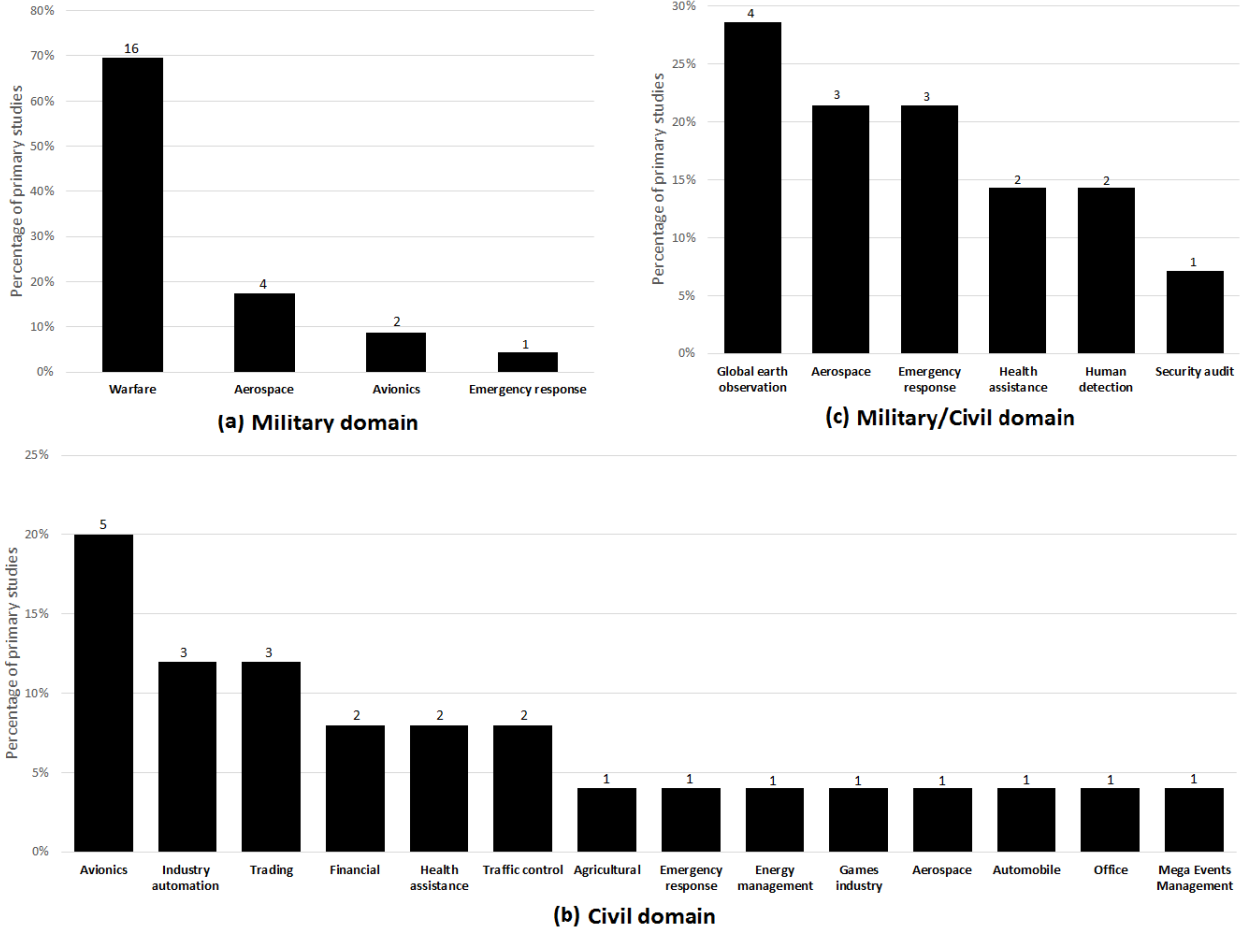 80%
70%
60%
50%
40%
30%
20%
10%
0%
Percentage of primary studies
16
4
2
1
Warfare
Aerospace
Avionics
Emergency response
(a) Military domain
30%
25%
20%
15%
10%
5%
0%
Percentage of primary studies
4
3
3
2
2
1
Global earth
observation
Aerospace
Emergency
response
Health
assistance
Human
detection
Security audit
(c) Military/Civil domain
25%
20%
15%
10%
5%
0%
Percentage of primary studies
5
3
3
2
2
2
1
1
1
1
1
1
1
1
Avionics
Industry
automation
Trading
Financial
Health
assistance
Traffic control
Agricultural
Emergency
response
Energy
management
Games
industry
Aerospace
Automobile
Office
Mega Events
Management
(b) Civil domain